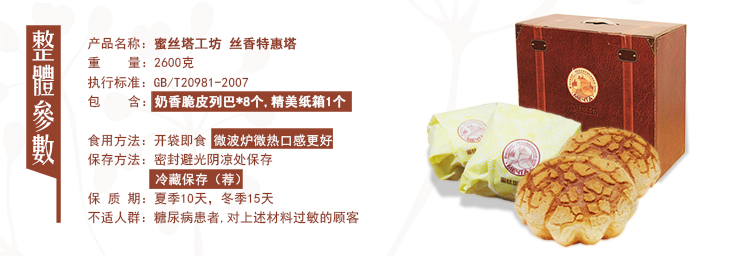 整體參數
产品名称：蜜丝塔工坊 丝香特惠塔
重 量：2600克
执行标准：GB/T20981-2007
包 含：奶香脆皮列巴*8个,精美纸箱1个
食用方法：开袋即食 微波炉微热口感更好
保存方法：密封避光阴凉处保存
冷藏保存（荐）
保 质 期：夏季10天，冬季15天
不适人群：糖尿病患者,对上述材料过敏的顾客